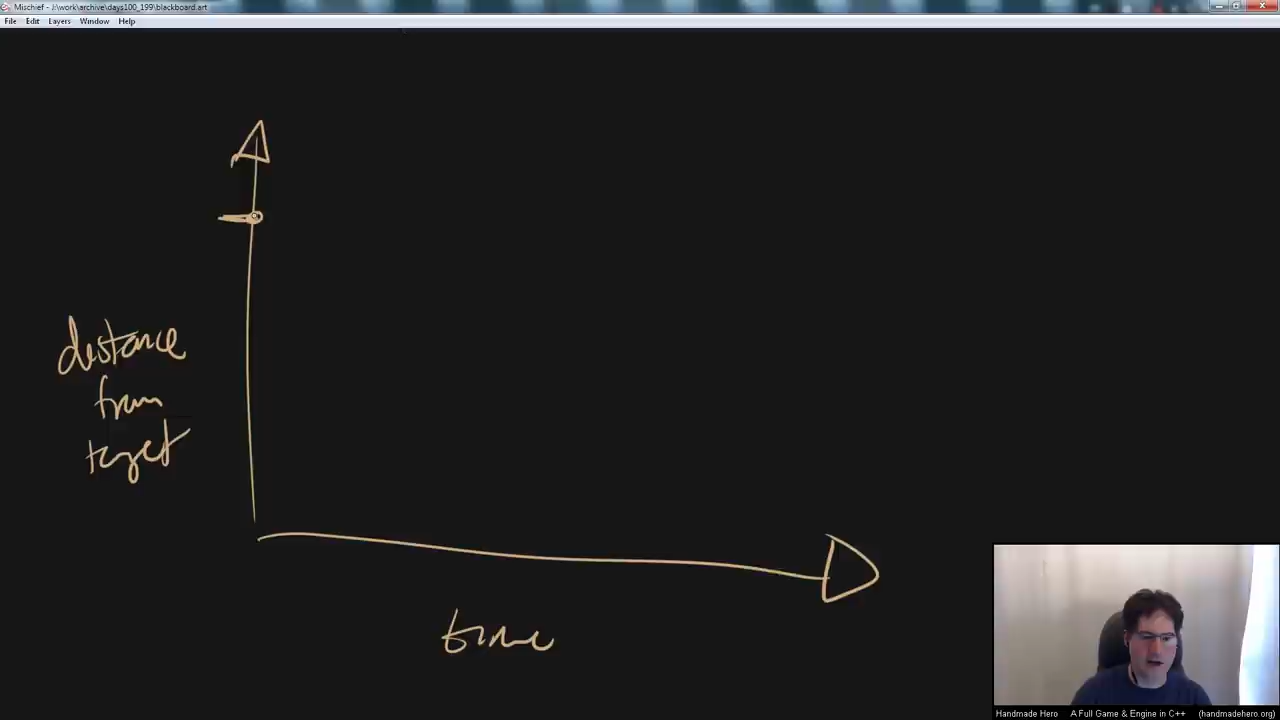 Mischief - J:\work\archive\days100_199\blackboard.art
File Edit Layers Window Help
distance
from
target
time
Handmade Hero A Full Game & Engine in C++ (handmadehero.org)